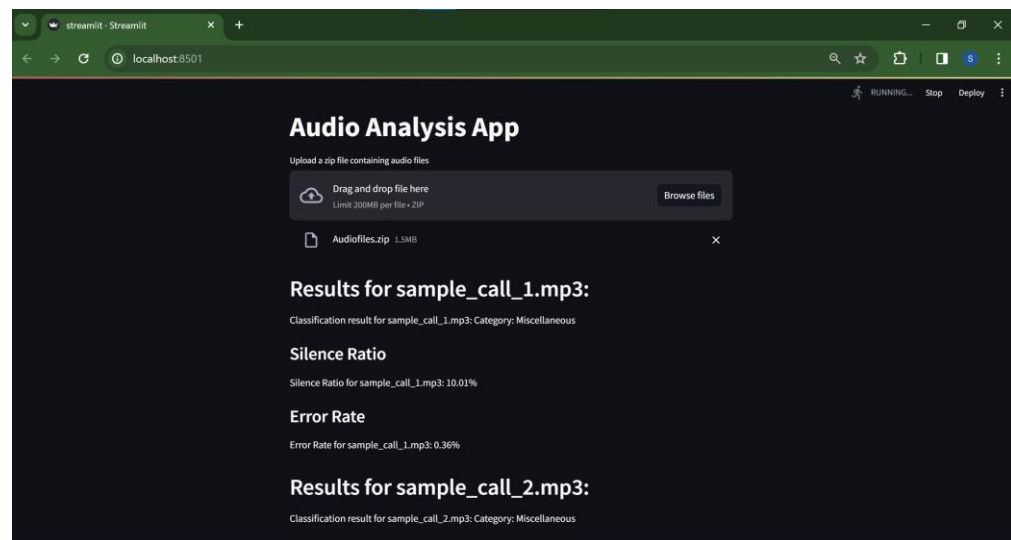 streamlit · Streamlit
localhost:8501
S
RUNNING... Stop Deploy
Audio Analysis App
Upload a zip file containing audio files
Drag and drop file here
Limit 200MB per file • ZIP
Browse files
Audiofiles.zip 1.5MB
Results for sample_call_1.mp3:
Classification result for sample_call_1.mp3: Category: Miscellaneous
Silence Ratio
Silence Ratio for sample_call_1.mp3: 10.01%
Error Rate
Error Rate for sample_call_1.mp3: 0.36%
Results for sample_call_2.mp3:
Classification result for sample_call_2.mp3: Category: Miscellaneous